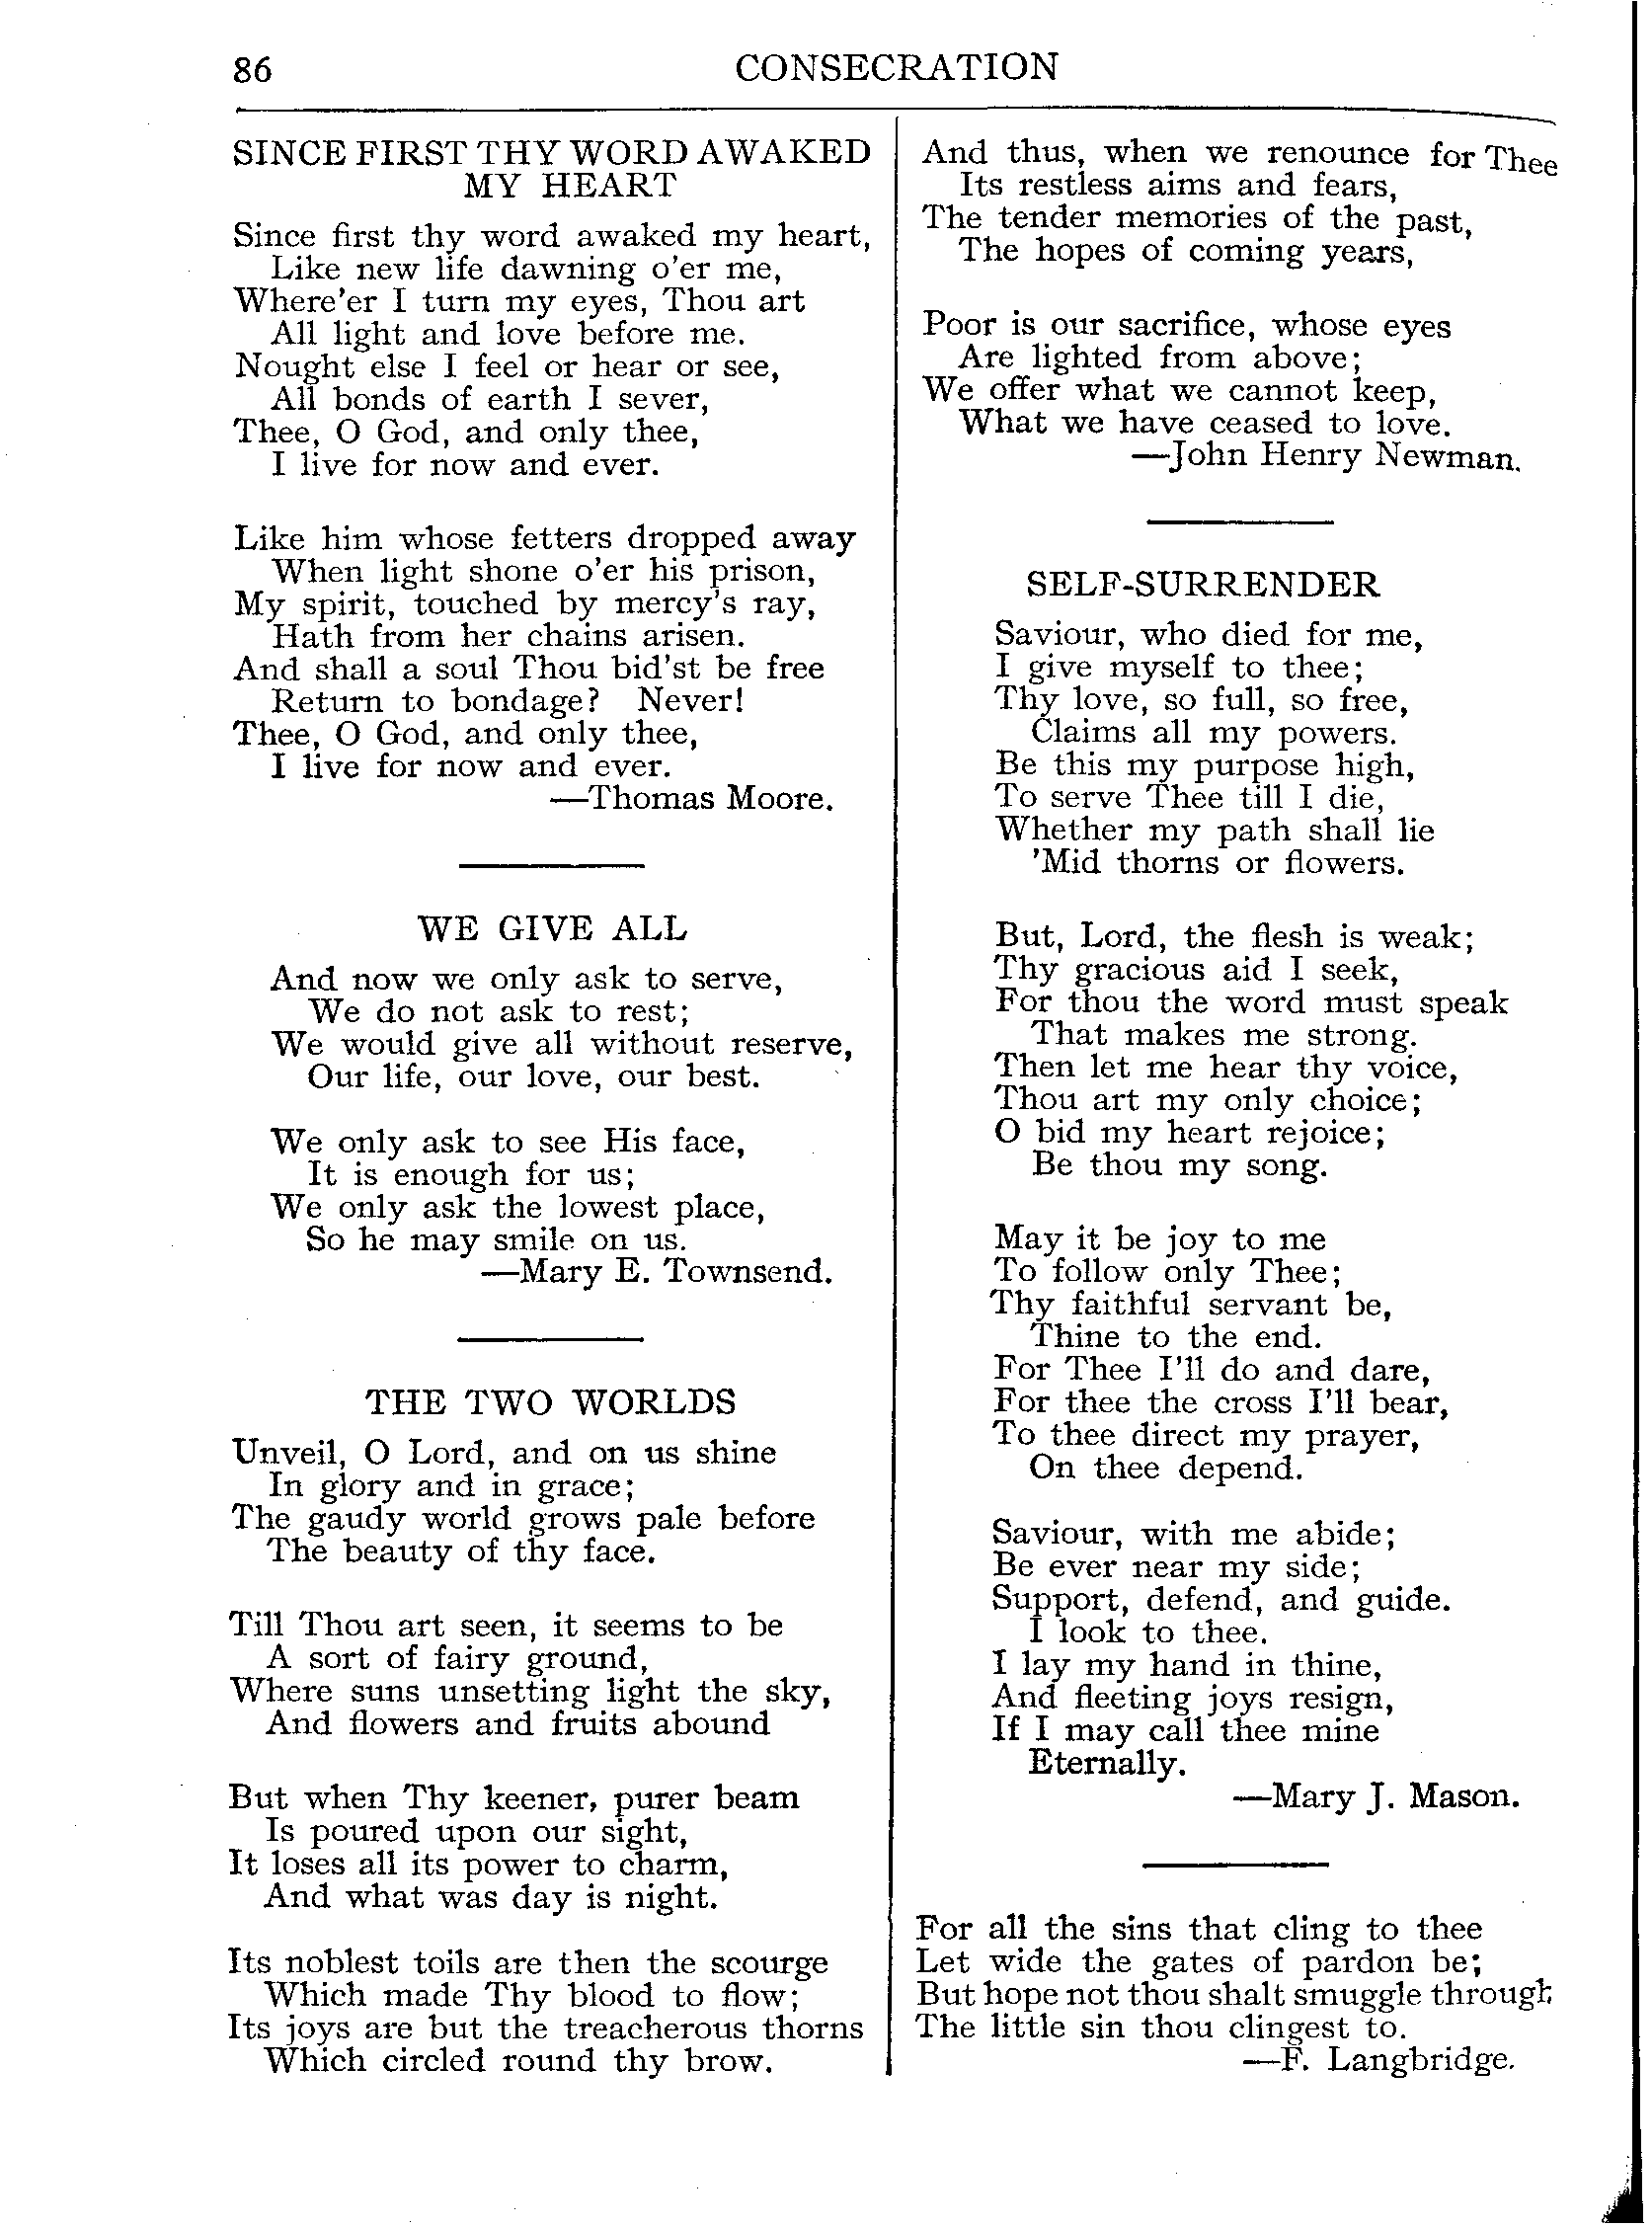 86
CONSECRATION
SINCE FIRST THY WORD AWAKED
MY HEART
Since first thy word awaked my heart,
Like new life dawning o'er me,
Where'er I turn my eyes, Thou art
All light and love before me.
Nought else I feel or hear or see,
All bonds of earth I sever,
Thee, O God, and only thee,
I live for now and ever.
Like him whose fetters dropped away
When light shone o'er his prison,
My spirit, touched by mercy's ray,
Hath from her chains arisen.
And shall a soul Thou bid'st be free
Return to bondage? Never!
Thee, O God, and only thee,
I live for now and ever.
—Thomas Moore.
WE GIVE ALL
And now we only ask to serve,
We do not ask to rest;
We would give all without reserve,
Our life, our love, our best.
We only ask to see His face,
It is enough for us;
We only ask the lowest place,
So he may smile on us.
—Mary E. Townsend.
THE TWO WORLDS
Unveil, O Lord, and on us shine
In glory and in grace;
The gaudy world grows pale before
The beauty of thy face.
Till Thou art seen, it seems to be
A sort of fairy ground,
Where suns unsetting light the sky,
And flowers and fruits abound
But when Thy keener, purer beam
Is poured upon our sight,
It loses all its power to charm,
And what was day is night.
Its noblest toils are then the scourge
Which made Thy blood to flow;
Its joys are but the treacherous thorns
Which circled round thy brow.
And thus, when we renounce for Thee
Its restless aims and fears,
The tender memories of the past,
The hopes of coming years,
Poor is our sacrifice, whose eyes
Are lighted from above;
We offer what we cannot keep,
What we have ceased to love.
—John Henry Newman.
SELF-SURRENDER
Saviour, who died for me,
I give myself to thee;
Thy love, so full, so free,
Claims all my powers.
Be this my purpose high,
To serve Thee till I die,
Whether my path shall lie
'Mid thorns or flowers.
But, Lord, the flesh is weak;
Thy gracious aid I seek,
For thou the word must speak
That makes me strong.
Then let me hear thy voice,
Thou art my only choice;
O bid my heart rejoice;
Be thou my song.
May it be joy to me
To follow only Thee;
Thy faithful servant be,
Thine to the end.
For Thee I'll do and dare,
For thee the cross I'll bear,
To thee direct my prayer,
On thee depend.
Saviour, with me abide;
Be ever near my side;
Support, defend, and guide.
I look to thee.
I lay my hand in thine,
And fleeting joys resign,
If I may call thee mine
Eternally.
—Mary J. Mason.
For all the sins that cling to thee
Let wide the gates of pardon be;
But hope not thou shalt smuggle through
The little sin thou clingest to.
—F. Langbridge.